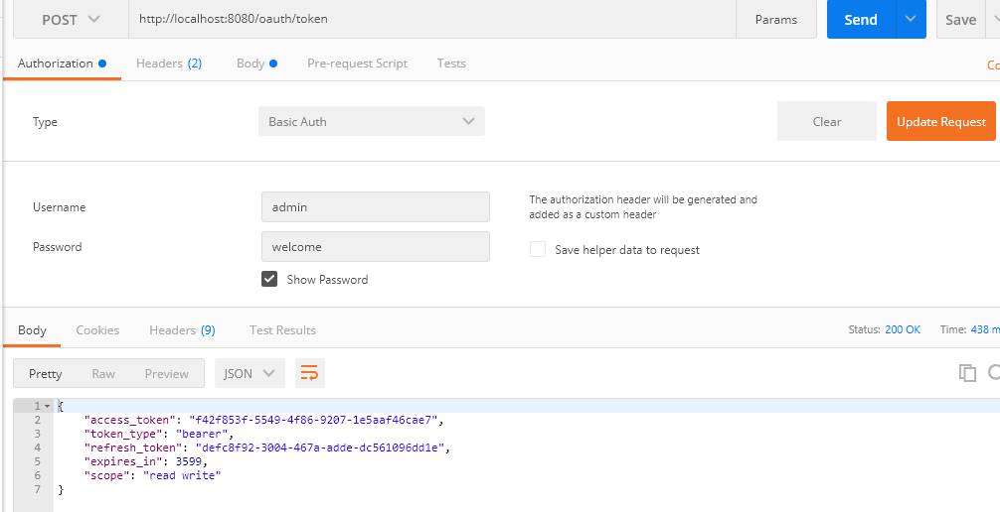 POST http://localhost:8080/oauth/token Params Send Save
Authorization Headers (2) Body Pre-request Script Tests Co
Type Basic Auth Clear Update Request
Username admin The authorization header will be generated and
added as a custom header
Password welcome Save helper data to request
Show Password
Body Cookies Headers (9) Test Results Status: 200 OK Time: 438 m
Pretty Raw Preview JSON
1 {
2 "access_token": "f42f853f-5549-4f86-9207-1e5aaf46cae7",
3 "token_type": "bearer",
4 "refresh_token": "defc8f92-3004-467a-adde-dc561096dd1e",
5 "expires_in": 3599,
6 "scope": "read write"
7 }